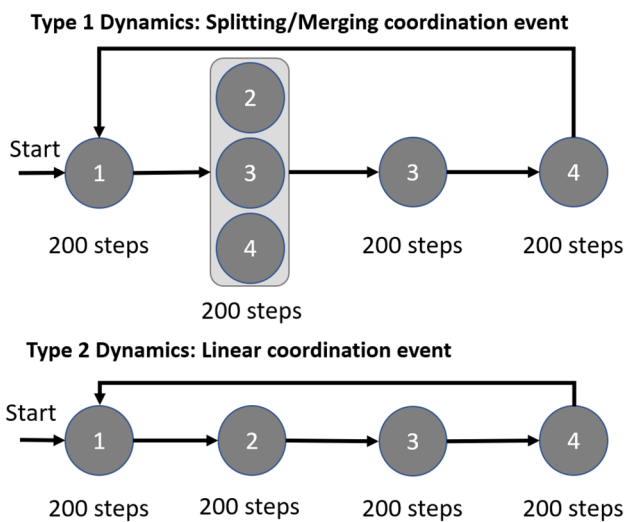 Type 1 Dynamics: Splitting/Merging coordination event
2
Start
1
3
3
4
4
200 steps
200 steps
200 steps
200 steps
Type 2 Dynamics: Linear coordination event
Start
1
2
3
4
200 steps
200 steps
200 steps
200 steps